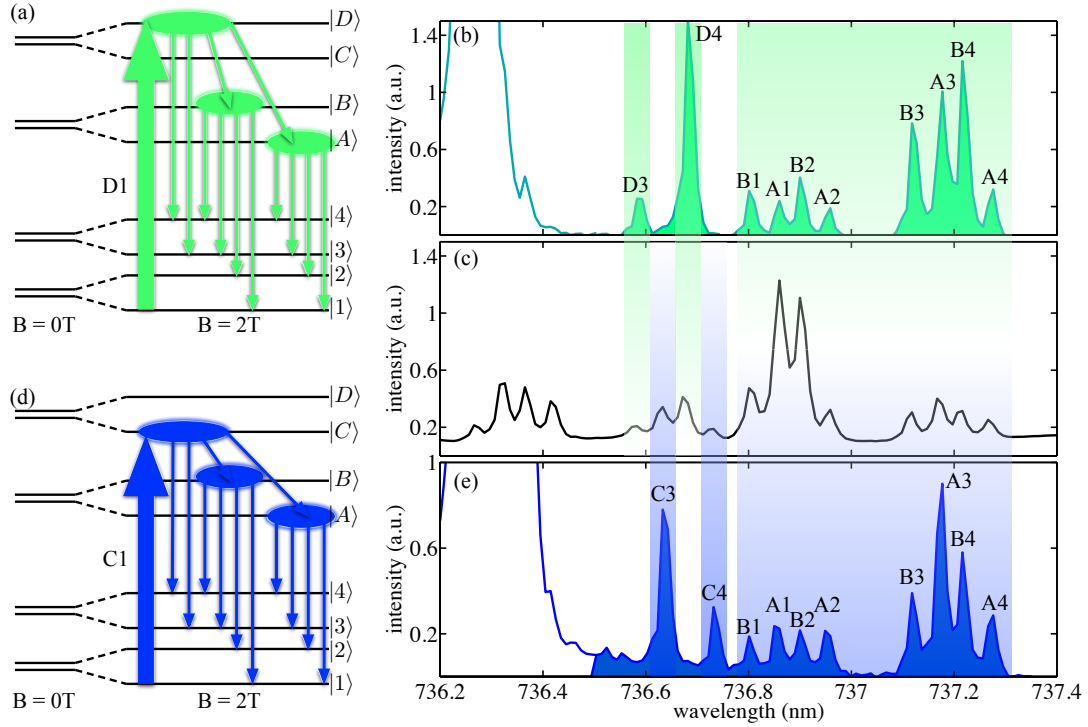 (a)
|D⟩
|C⟩
|B⟩
|A⟩
D1
|4⟩
|3⟩
|2⟩
|1⟩
B = 0T
B = 2T
(b)
intensity (a.u.)
1.4
1
0.6
0.2
D3
D4
B1
A1
B2
A2
B3
A3
B4
A4
(c)
intensity (a.u.)
1.4
1
0.6
0.2
(d)
|D⟩
|C⟩
|B⟩
|A⟩
C1
|4⟩
|3⟩
|2⟩
|1⟩
B = 0T
B = 2T
(e)
intensity (a.u.)
1
0.6
0.2
C3
C4
B1
A1
B2
A2
B3
A3
B4
A4
736.2 736.4 736.6 736.8 737 737.2 737.4
wavelength (nm)